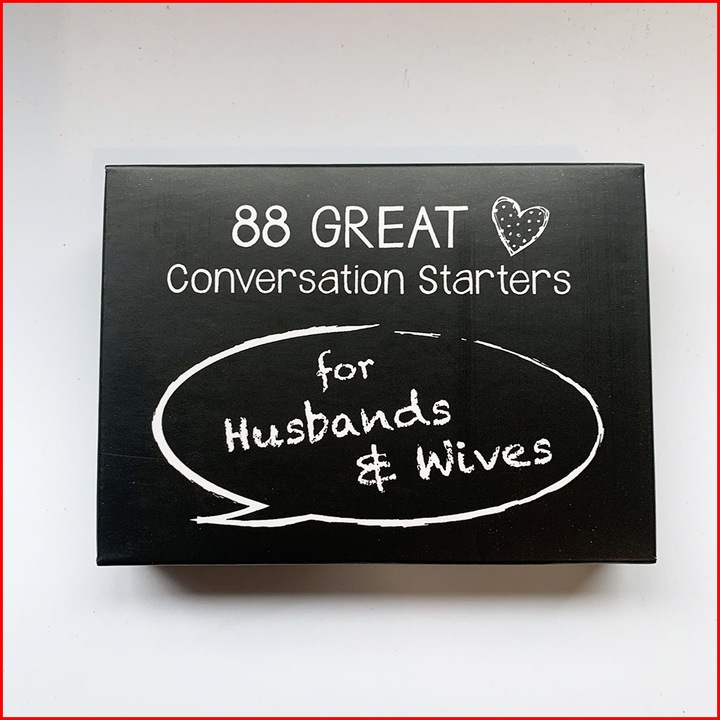 88 GREAT
Conversation Starters
for
Husbands
& Wives